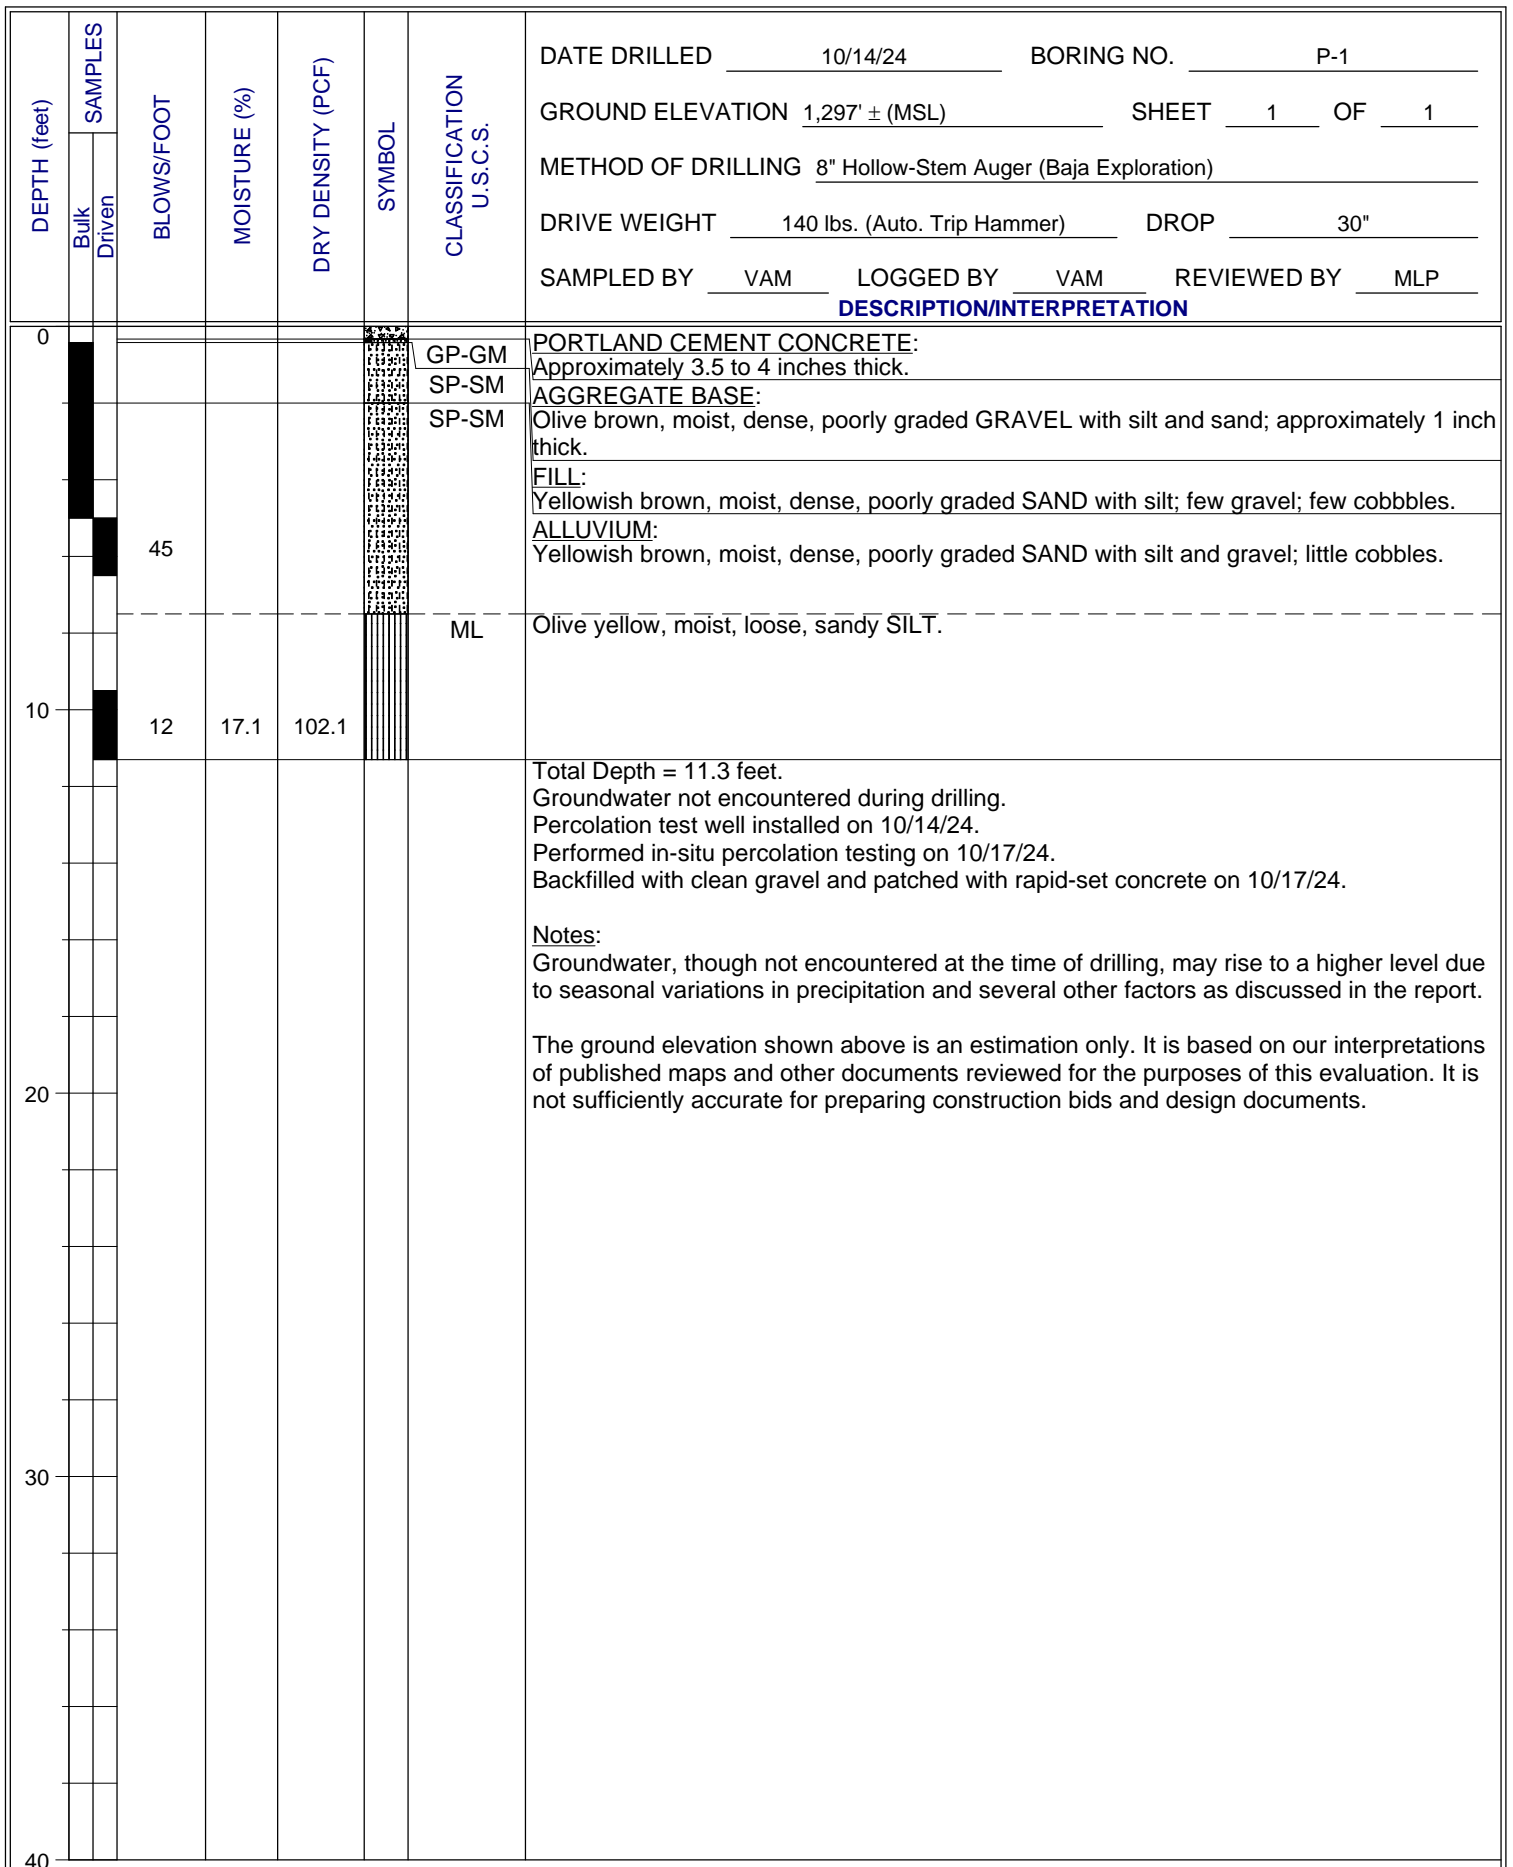 DEPTH (feet)
SAMPLES
Bulk
Driven
BLOWS/FOOT
MOISTURE (%)
DRY DENSITY (PCF)
SYMBOL
CLASSIFICATION
U.S.C.S.
DATE DRILLED 10/14/24 BORING NO. P-1
GROUND ELEVATION 1,297' ± (MSL) SHEET 1 OF 1
METHOD OF DRILLING 8" Hollow-Stem Auger (Baja Exploration)
DRIVE WEIGHT 140 lbs. (Auto. Trip Hammer) DROP 30"
SAMPLED BY VAM LOGGED BY VAM REVIEWED BY MLP
DESCRIPTION/INTERPRETATION
0
GP-GM
SP-SM
SP-SM
PORTLAND CEMENT CONCRETE:
Approximately 3.5 to 4 inches thick.
AGGREGATE BASE:
Olive brown, moist, dense, poorly graded GRAVEL with silt and sand; approximately 1 inch
thick.
FILL:
Yellowish brown, moist, dense, poorly graded SAND with silt; few gravel; few cobbbles.
ALLUVIUM:
45 Yellowish brown, moist, dense, poorly graded SAND with silt and gravel; little cobbles.
ML Olive yellow, moist, loose, sandy SILT.
10
12 17.1 102.1
Total Depth = 11.3 feet.
Groundwater not encountered during drilling.
Percolation test well installed on 10/14/24.
Performed in-situ percolation testing on 10/17/24.
Backfilled with clean gravel and patched with rapid-set concrete on 10/17/24.
Notes:
Groundwater, though not encountered at the time of drilling, may rise to a higher level due
to seasonal variations in precipitation and several other factors as discussed in the report.
The ground elevation shown above is an estimation only. It is based on our interpretations
of published maps and other documents reviewed for the purposes of this evaluation. It is
not sufficiently accurate for preparing construction bids and design documents.
20
30
40